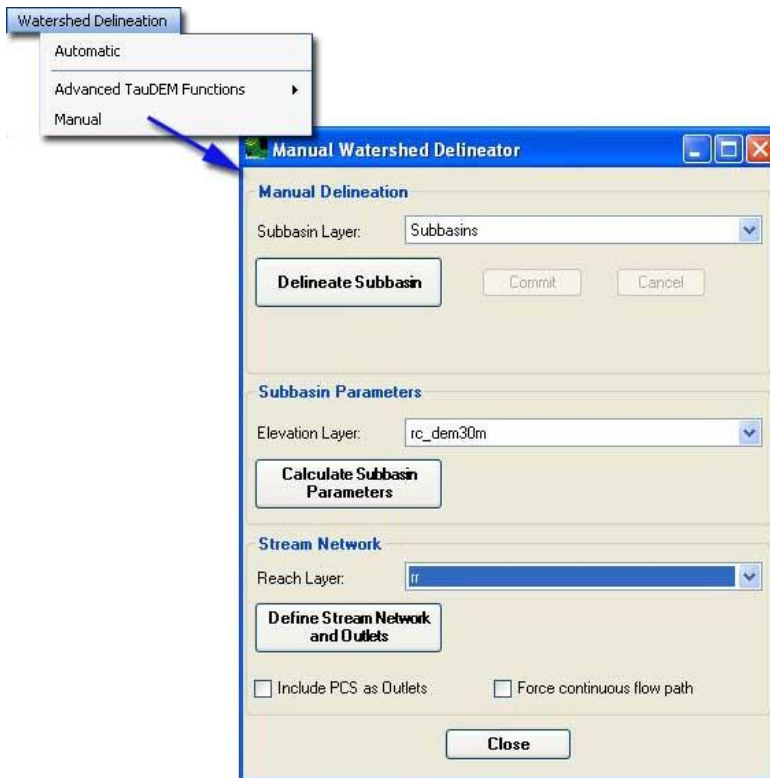 Watershed Delineation
Automatic
Advanced TauDEM Functions
Manual
Manual Watershed Delineator
Manual Delineation
Subbasin Layer: Subbasins
Delineate Subbasin Commit Cancel
Subbasin Parameters
Elevation Layer: rc_dem30m
Calculate Subbasin
Parameters
Stream Network
Reach Layer: rr
Define Stream Network
and Outlets
Include PCS as Outlets Force continuous flow path
Close